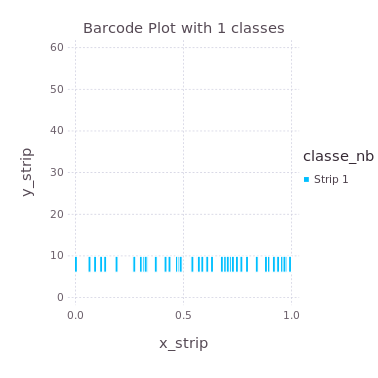 Barcode Plot with 1 classes
60
50
40
30
20
10
0
y_strip
0.0
0.5
1.0
x_strip
classe_nb
Strip 1